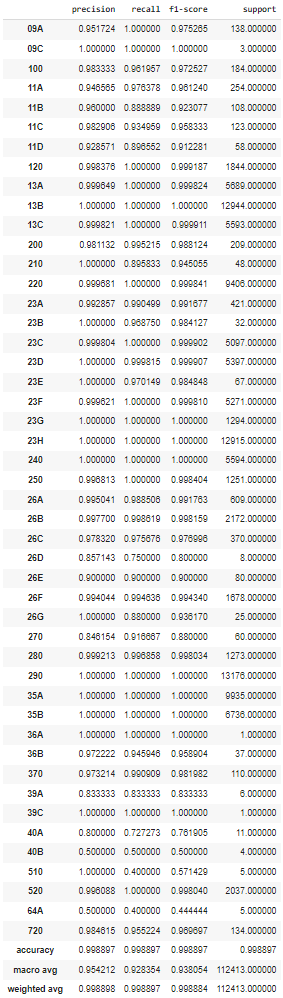 precision recall f1-score support
09A 0.951724 1.000000 0.975265 138.000000
09C 1.000000 1.000000 1.000000 3.000000
100 0.983333 0.961957 0.972527 184.000000
11A 0.946565 0.976378 0.961240 254.000000
11B 0.960000 0.888889 0.923077 108.000000
11C 0.982906 0.934959 0.958333 123.000000
11D 0.928571 0.896552 0.912281 58.000000
120 0.998376 1.000000 0.999187 1844.000000
13A 0.999649 1.000000 0.999824 5689.000000
13B 1.000000 1.000000 1.000000 12944.000000
13C 0.999821 1.000000 0.999911 5593.000000
200 0.981132 0.995215 0.988124 209.000000
210 1.000000 0.895833 0.945055 48.000000
220 0.999681 1.000000 0.999841 9406.000000
23A 0.992857 0.990499 0.991677 421.000000
23B 1.000000 0.968750 0.984127 32.000000
23C 0.999804 1.000000 0.999902 5097.000000
23D 1.000000 0.999815 0.999907 5397.000000
23E 1.000000 0.970149 0.984848 67.000000
23F 0.999621 1.000000 0.999810 5271.000000
23G 1.000000 1.000000 1.000000 1294.000000
23H 1.000000 1.000000 1.000000 12915.000000
240 1.000000 1.000000 1.000000 5594.000000
250 0.996813 1.000000 0.998404 1251.000000
26A 0.995041 0.988506 0.991763 609.000000
26B 0.997700 0.998619 0.998159 2172.000000
26C 0.978320 0.975676 0.976996 370.000000
26D 0.857143 0.750000 0.800000 8.000000
26E 0.900000 0.900000 0.900000 80.000000
26F 0.994044 0.994636 0.994340 1678.000000
26G 1.000000 0.880000 0.936170 25.000000
270 0.846154 0.916667 0.880000 60.000000
280 0.999213 0.996858 0.998034 1273.000000
290 1.000000 1.000000 1.000000 13176.000000
35A 1.000000 1.000000 1.000000 9935.000000
35B 1.000000 1.000000 1.000000 6736.000000
36A 1.000000 1.000000 1.000000 1.000000
36B 0.972222 0.945946 0.958904 37.000000
370 0.973214 0.990909 0.981982 110.000000
39A 0.833333 0.833333 0.833333 6.000000
39C 1.000000 1.000000 1.000000 1.000000
40A 0.800000 0.727273 0.761905 11.000000
40B 0.500000 0.500000 0.500000 4.000000
510 1.000000 0.400000 0.571429 5.000000
520 0.996088 1.000000 0.998040 2037.000000
64A 0.500000 0.400000 0.444444 5.000000
720 0.984615 0.955224 0.969697 134.000000
accuracy 0.998897 0.998897 0.998897 0.998897
macro avg 0.954212 0.928354 0.938054 112413.000000
weighted avg 0.998898 0.998897 0.998884 112413.000000